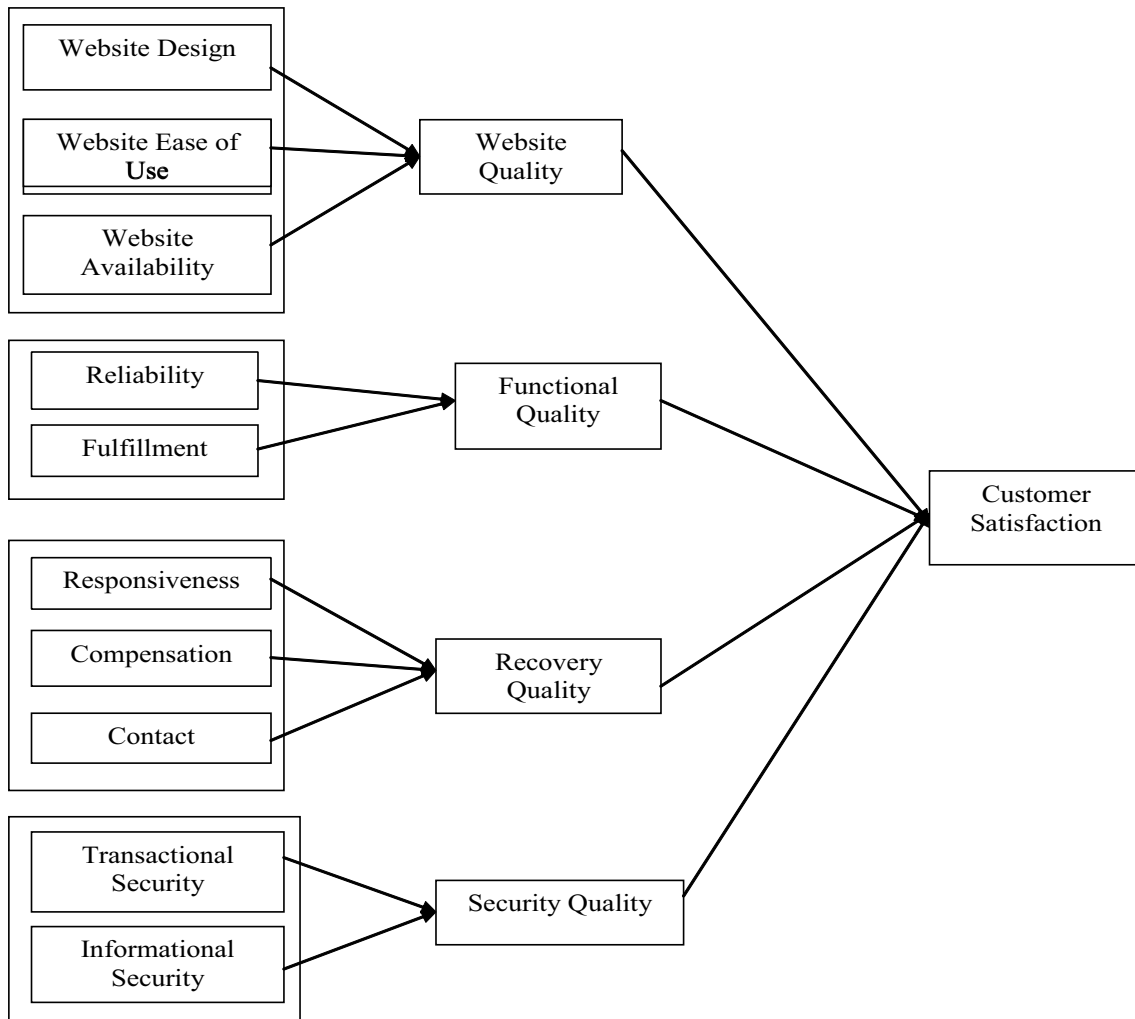 Website Design
Website Ease of
Use
Website
Availability
Website
Quality
Reliability
Fulfillment
Functional
Quality
Customer
Satisfaction
Responsiveness
Compensation
Contact
Recovery
Quality
Transactional
Security
Informational
Security
Security Quality